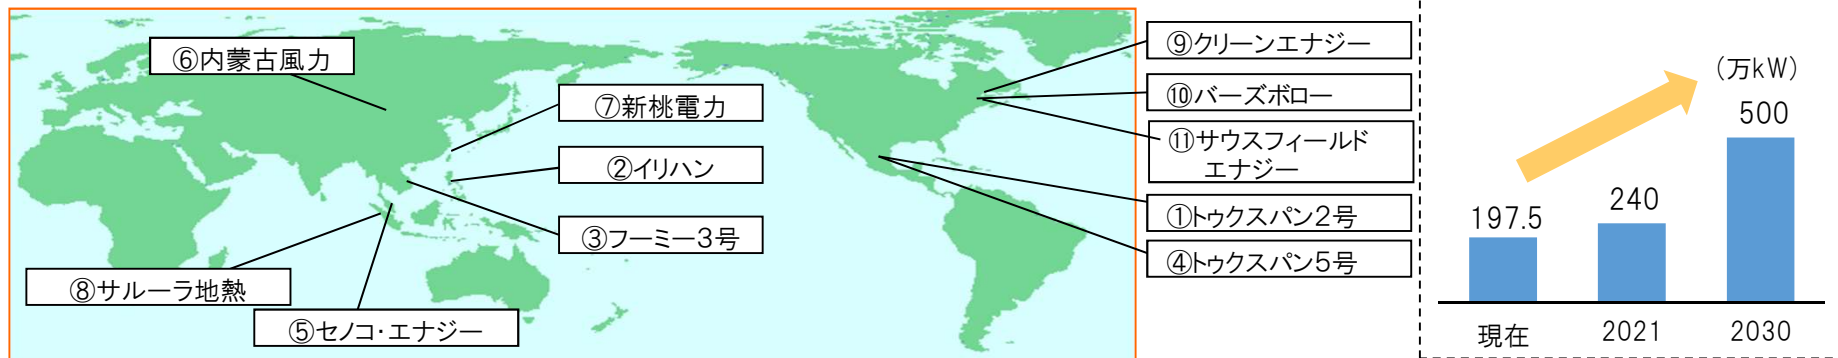 ⑥内蒙古風力
⑦新桃電力
②イリハン
③フーミー3号
⑧サルーラ地熱
⑤セノコ・エナジー
⑨クリーンエナジー
⑩バーズボロー
⑪サウスフィールド
エナジー
①トゥクスパン2号
④トゥクスパン5号
(万kW)
500
240
197.5
現在
2021
2030